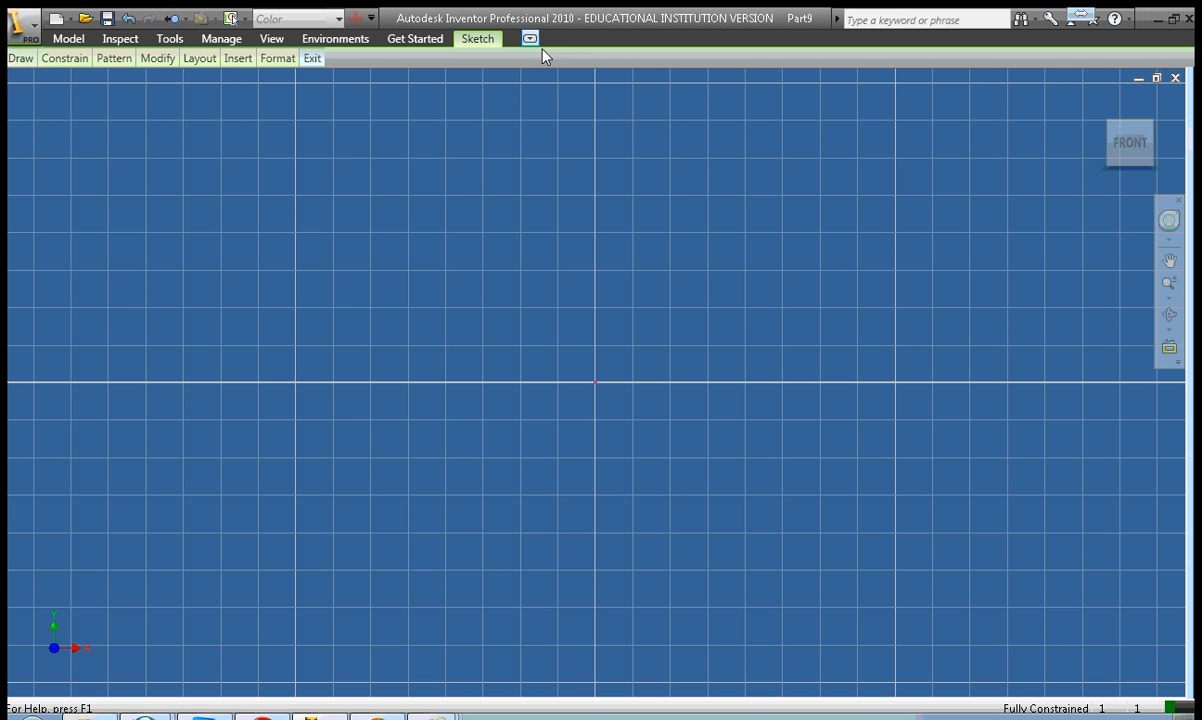 Color Autodesk Inventor Professional 2010 - EDUCATIONAL INSTITUTION VERSION Part9 Type a keyword or phrase
PRO Model Inspect Tools Manage View Environments Get Started Sketch
Draw Constrain Pattern Modify Layout Insert Format Exit
FRONT
Y
X
For Help, press F1 Fully Constrained 1 1